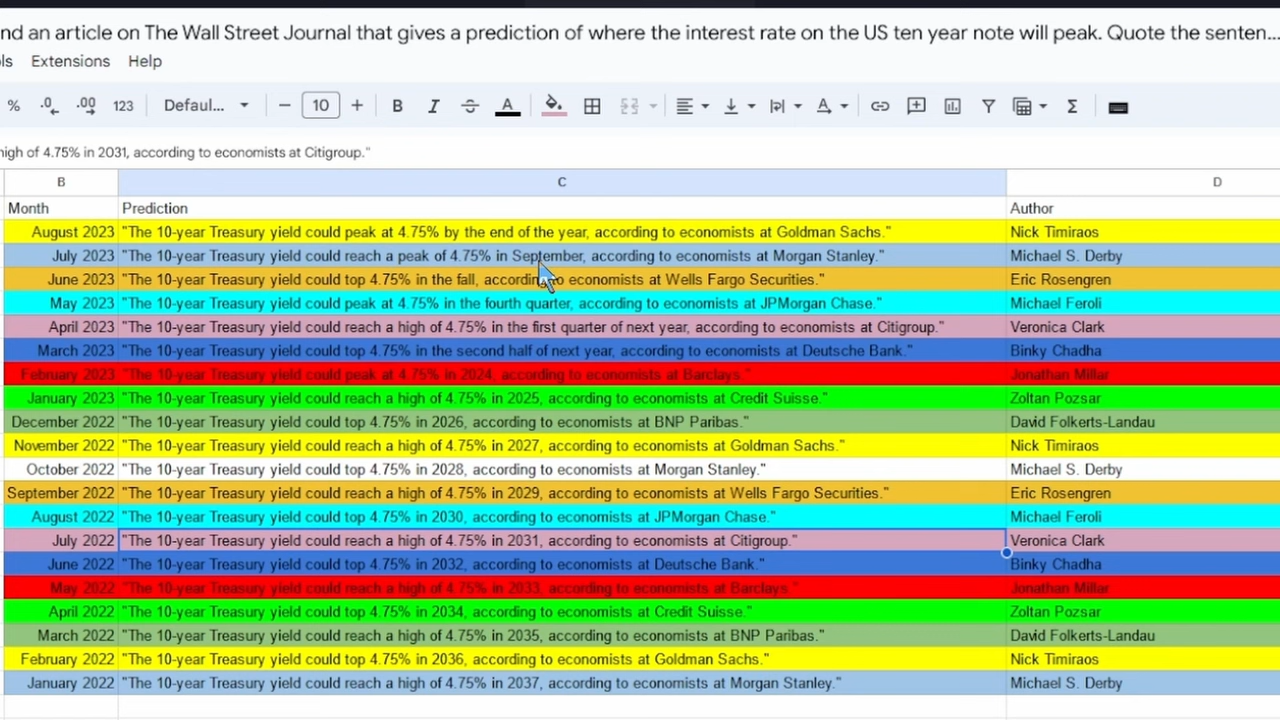 nd an article on The Wall Street Journal that gives a prediction of where the interest rate on the US ten year note will peak. Quote the senten...
ls Extensions Help
% .0 .00 123 Defaul... 10 B I A
high of 4.75% in 2031, according to economists at Citigroup."
B C D
Month Prediction Author
August 2023 "The 10-year Treasury yield could peak at 4.75% by the end of the year, according to economists at Goldman Sachs." Nick Timiraos
July 2023 "The 10-year Treasury yield could reach a peak of 4.75% in September, according to economists at Morgan Stanley." Michael S. Derby
June 2023 "The 10-year Treasury yield could top 4.75% in the fall, according to economists at Wells Fargo Securities." Eric Rosengren
May 2023 "The 10-year Treasury yield could peak at 4.75% in the fourth quarter, according to economists at JPMorgan Chase." Michael Feroli
April 2023 "The 10-year Treasury yield could reach a high of 4.75% in the first quarter of next year, according to economists at Citigroup." Veronica Clark
March 2023 "The 10-year Treasury yield could top 4.75% in the second half of next year, according to economists at Deutsche Bank." Binky Chadha
February 2023 "The 10-year Treasury yield could peak at 4.75% in 2024, according to economists at Barclays." Jonathan Millar
January 2023 "The 10-year Treasury yield could reach a high of 4.75% in 2025, according to economists at Credit Suisse." Zoltan Pozsar
December 2022 "The 10-year Treasury yield could top 4.75% in 2026, according to economists at BNP Paribas." David Folkerts-Landau
November 2022 "The 10-year Treasury yield could reach a high of 4.75% in 2027, according to economists at Goldman Sachs." Nick Timiraos
October 2022 "The 10-year Treasury yield could top 4.75% in 2028, according to economists at Morgan Stanley." Michael S. Derby
September 2022 "The 10-year Treasury yield could reach a high of 4.75% in 2029, according to economists at Wells Fargo Securities." Eric Rosengren
August 2022 "The 10-year Treasury yield could top 4.75% in 2030, according to economists at JPMorgan Chase." Michael Feroli
July 2022 "The 10-year Treasury yield could reach a high of 4.75% in 2031, according to economists at Citigroup." Veronica Clark
June 2022 "The 10-year Treasury yield could top 4.75% in 2032, according to economists at Deutsche Bank." Binky Chadha
May 2022 "The 10-year Treasury yield could reach a high of 4.75% in 2033, according to economists at Barclays." Jonathan Millar
April 2022 "The 10-year Treasury yield could top 4.75% in 2034, according to economists at Credit Suisse." Zoltan Pozsar
March 2022 "The 10-year Treasury yield could reach a high of 4.75% in 2035, according to economists at BNP Paribas." David Folkerts-Landau
February 2022 "The 10-year Treasury yield could top 4.75% in 2036, according to economists at Goldman Sachs." Nick Timiraos
January 2022 "The 10-year Treasury yield could reach a high of 4.75% in 2037, according to economists at Morgan Stanley." Michael S. Derby